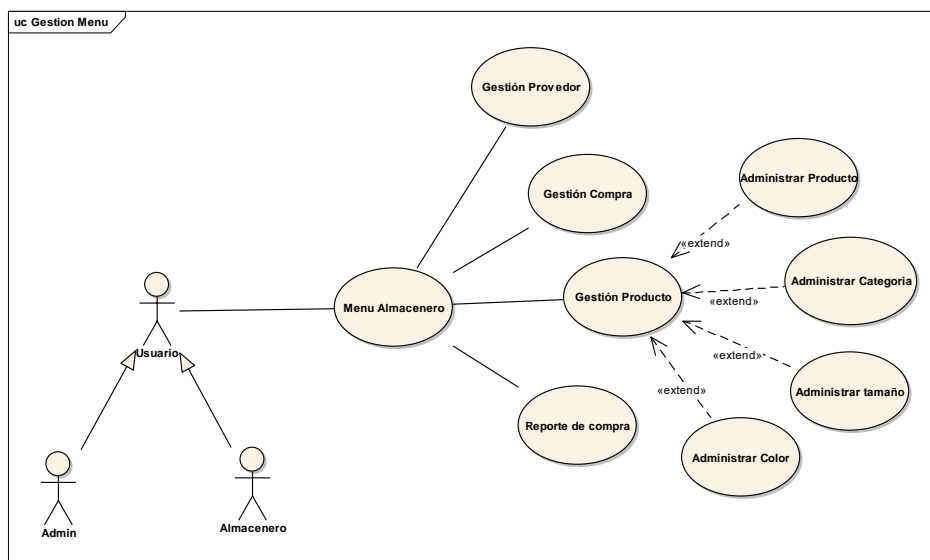 uc Gestion Menu
Gestión Provedor
Gestión Compra
Administrar Producto
«extend»
Administrar Categoria
«extend»
Gestión Producto
Menu Almacenero
Usuario
«extend»
«extend»
Administrar tamaño
Reporte de compra
Administrar Color
Admin
Almacenero